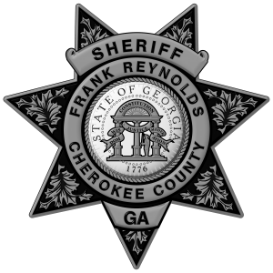 SHERIFF
FRANK REYNOLDS
STATE OF GEORGIA
1776
CHEROKEE COUNTY
GA